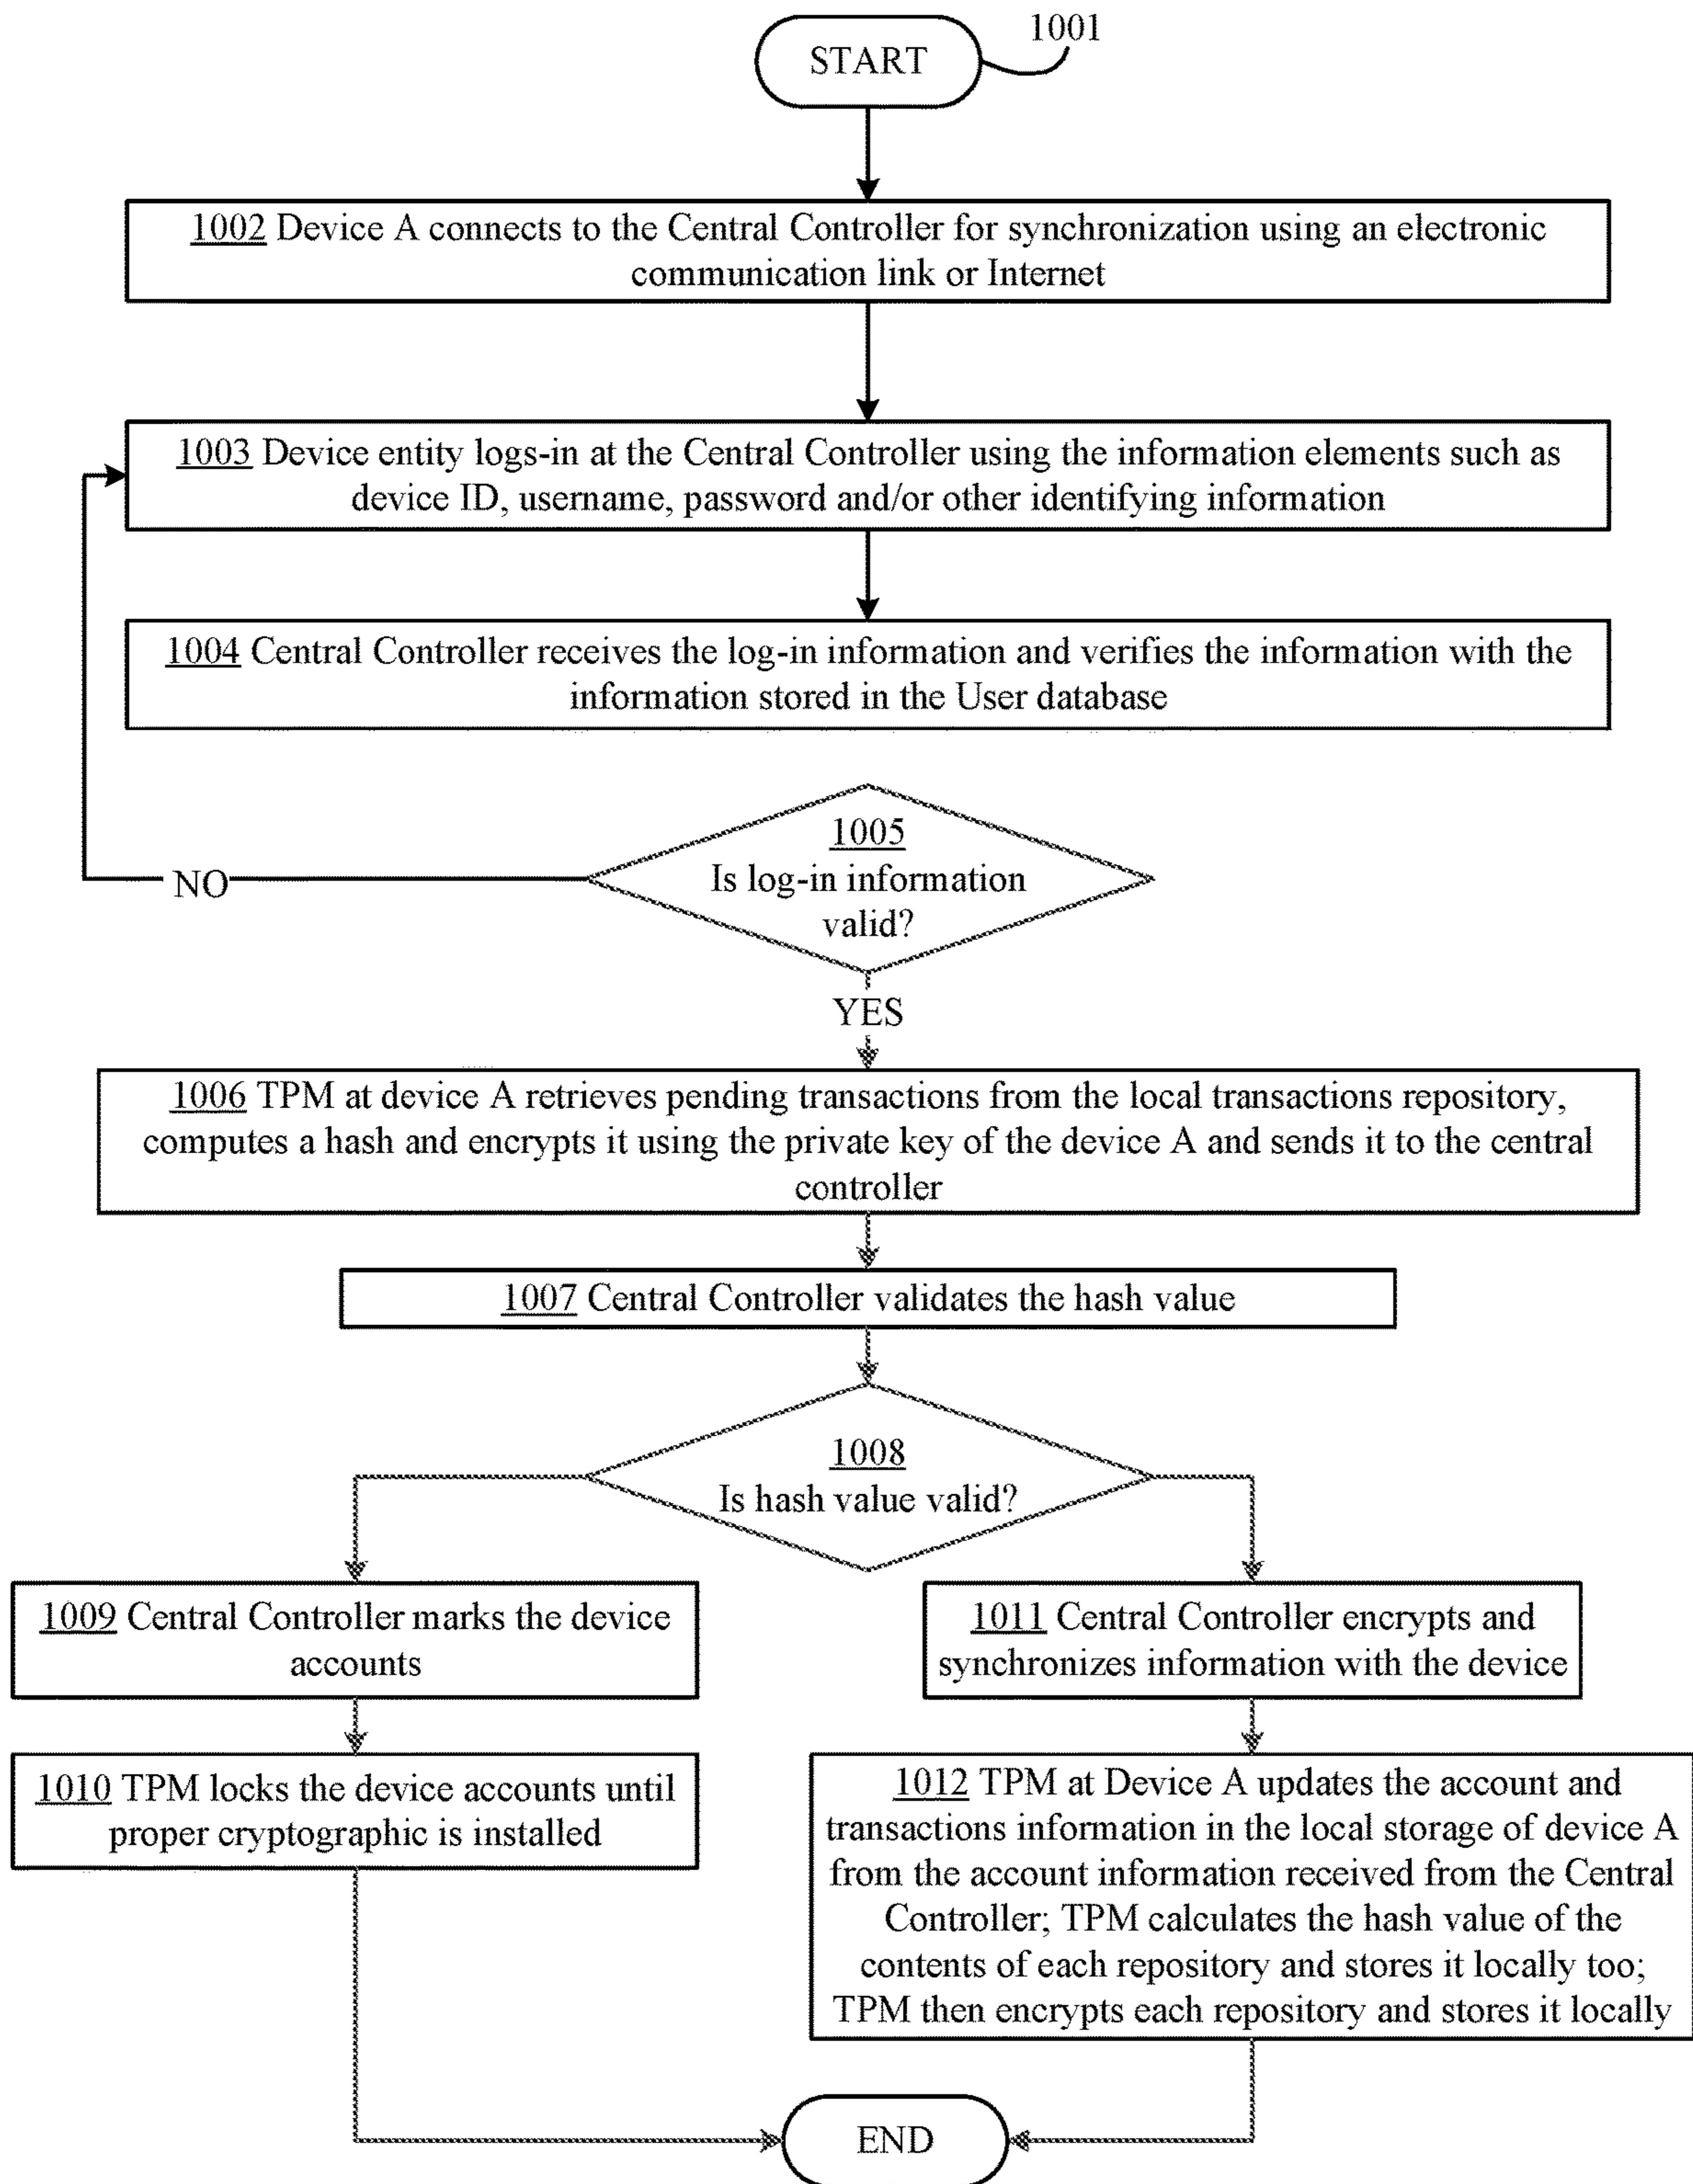 START
1001
1002 Device A connects to the Central Controller for synchronization using an electronic
communication link or Internet
1003 Device entity logs-in at the Central Controller using the information elements such as
device ID, username, password and/or other identifying information
1004 Central Controller receives the log-in information and verifies the information with the
information stored in the User database
1005
Is log-in information
valid?
NO
YES
1006 TPM at device A retrieves pending transactions from the local transactions repository,
computes a hash and encrypts it using the private key of the device A and sends it to the central
controller
1007 Central Controller validates the hash value
1008
Is hash value valid?
1009 Central Controller marks the device
accounts
1010 TPM locks the device accounts until
proper cryptographic is installed
1011 Central Controller encrypts and
synchronizes information with the device
1012 TPM at Device A updates the account and
transactions information in the local storage of device A
from the account information received from the Central
Controller; TPM calculates the hash value of the
contents of each repository and stores it locally too;
TPM then encrypts each repository and stores it locally
END